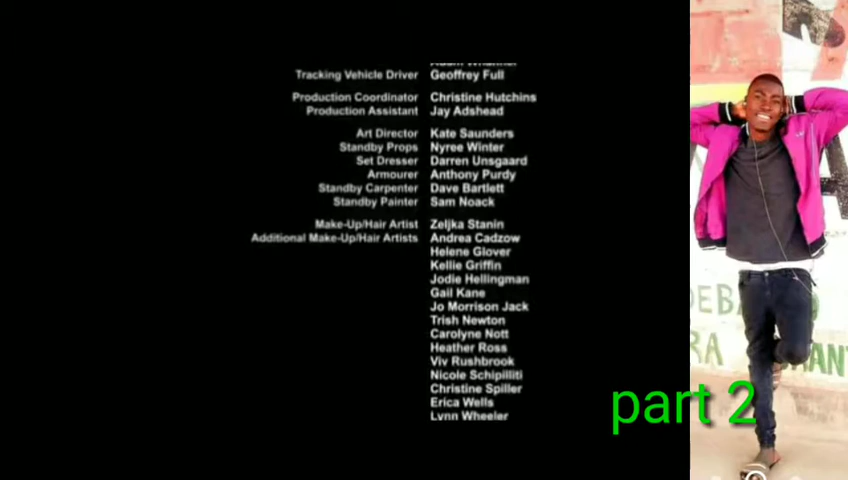 Tracking Vehicle Driver Geoffrey Full
Production Coordinator Christine Hutchins
Production Assistant Jay Adshead
Art Director Kate Saunders
Standby Props Nyree Winter
Set Dresser Darren Unsgaard
Armourer Anthony Purdy
Standby Carpenter Dave Bartlett
Standby Painter Sam Noack
Make-Up/Hair Artist Zeljka Stanin
Additional Make-Up/Hair Artists Andrea Cadzow
Helene Glover
Kellie Griffin
Jodie Hellingman
Gail Kane
Jo Morrison Jack
Trish Newton
Carolyne Nott
Heather Ross
Viv Rushbrook
Nicole Schipilliti
Christine Spiller
Erica Wells
Lynn Wheeler
part 2